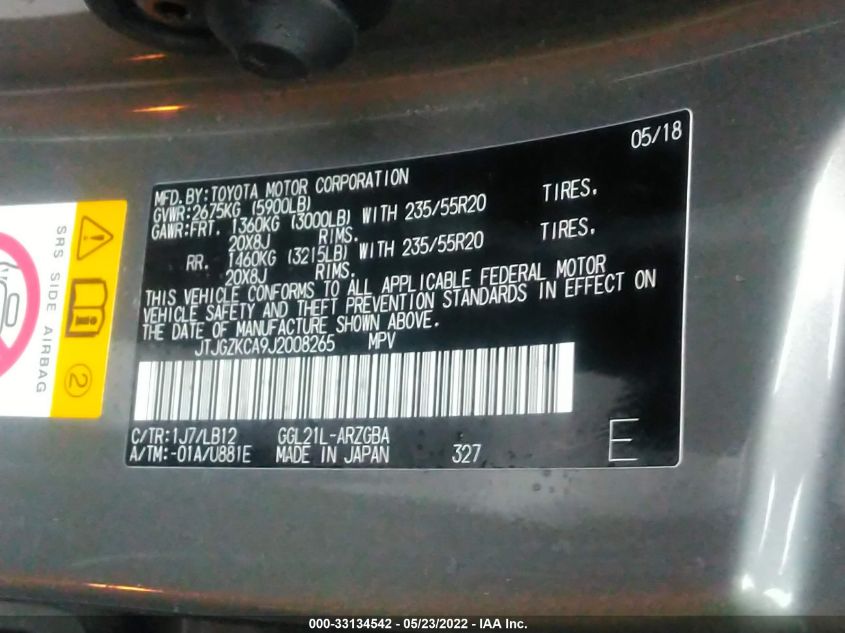 05/18
MFD. BY: TOYOTA MOTOR CORPORATION
GVWR: 2675KG (5900LB)
GAWR: FRT. 1360KG (3000LB) WITH 235/55R20 TIRES.
20X8J RIMS.
RR. 1460KG (3215LB) WITH 235/55R20 TIRES.
20X8J RIMS.
THIS VEHICLE CONFORMS TO ALL APPLICABLE FEDERAL MOTOR
VEHICLE SAFETY AND THEFT PREVENTION STANDARDS IN EFFECT ON
THE DATE OF MANUFACTURE SHOWN ABOVE.
JTJGZKCA9J2008265 MPV
C/TR: 1J7/LB12 GGL21L-ARZGBA
A/TM: -01A/U881E MADE IN JAPAN 327 E
SRS SIDE AIRBAG
2
000-33134542 - 05/23/2022 - IAA Inc.